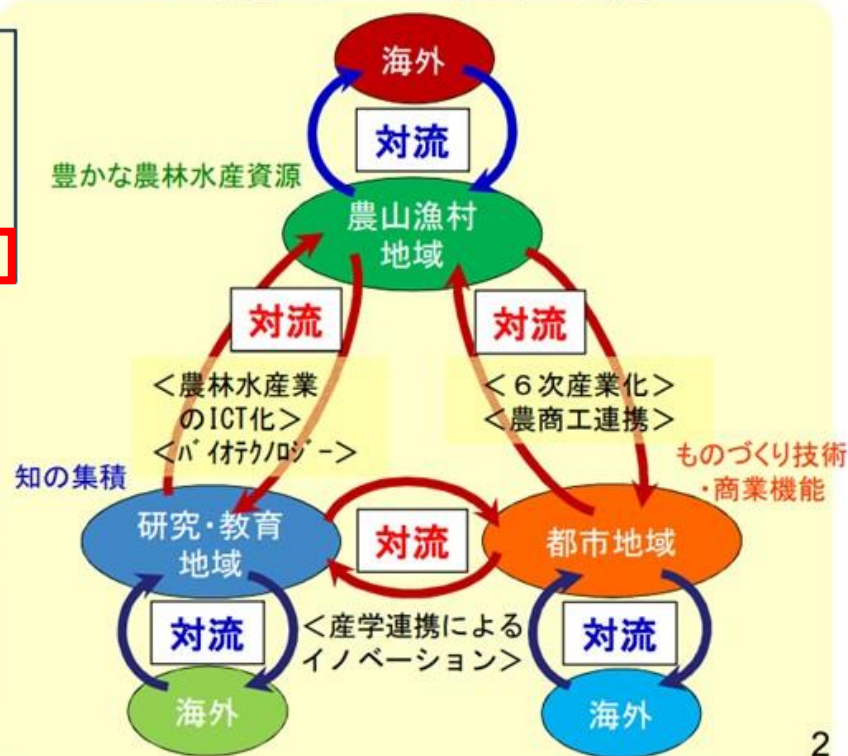 海外
対流
豊かな農林水産資源
農山漁村
地域
対流
対流
<農林水産業
のICT化>
<ﾊﾞｲｵﾃｸﾉﾛｼﾞｰ>
<６次産業化>
<農商工連携>
知の集積
ものづくり技術
・商業機能
研究・教育
地域
対流
都市地域
対流
<産学連携による
イノベーション>
対流
海外
海外
2